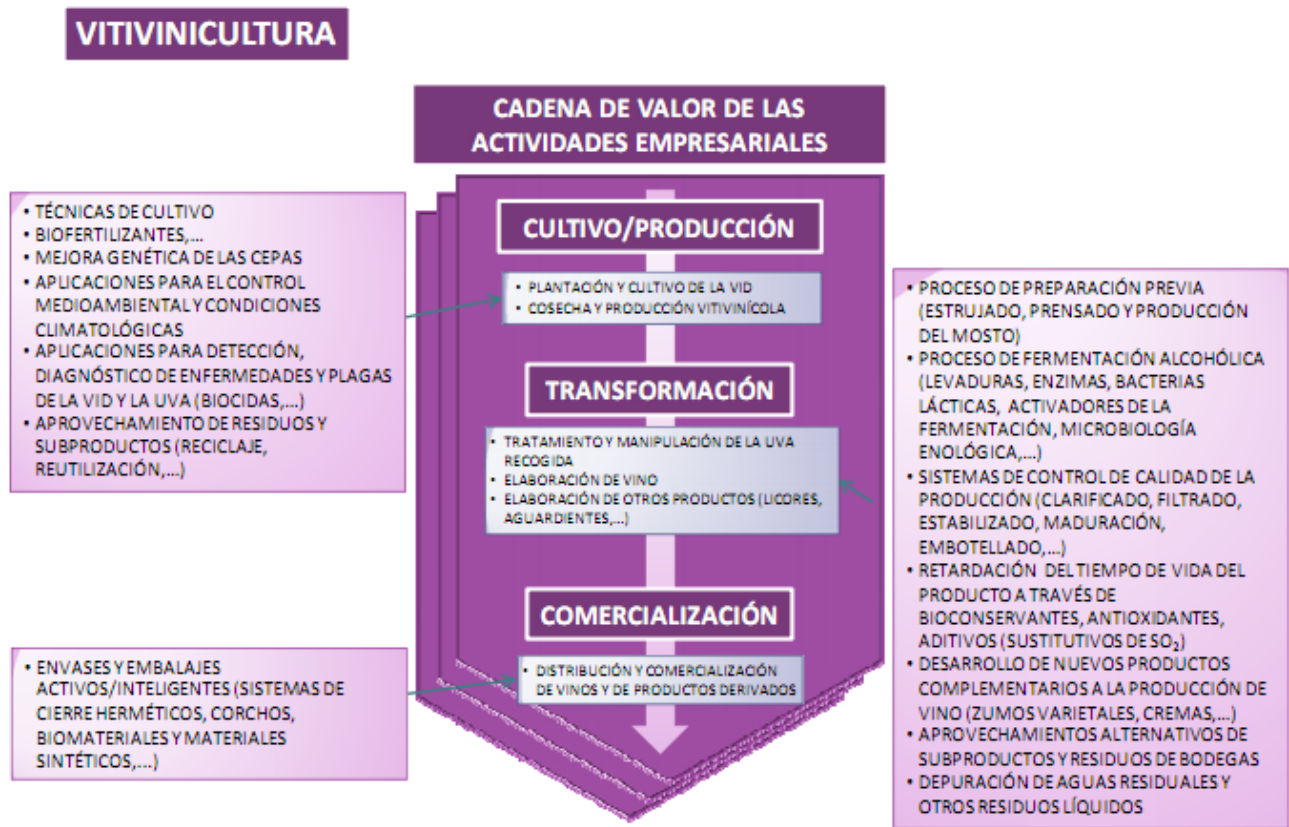 VITIVINICULTURA
CADENA DE VALOR DE LAS
ACTIVIDADES EMPRESARIALES
• TÉCNICAS DE CULTIVO
• BIOFERTILIZANTES,...
• MEJORA GENÉTICA DE LAS CEPAS
• APLICACIONES PARA EL CONTROL
MEDIOAMBIENTAL Y CONDICIONES
CLIMATOLÓGICAS
• APLICACIONES PARA DETECCIÓN,
DIAGNÓSTICO DE ENFERMEDADES Y PLAGAS
DE LA VID Y LA UVA (BIOCIDAS,...)
• APROVECHAMIENTO DE RESIDUOS Y
SUBPRODUCTOS (RECICLAJE,
REUTILIZACIÓN,...)
CULTIVO/PRODUCCIÓN
• PLANTACIÓN Y CULTIVO DE LA VID
• COSECHA Y PRODUCCIÓN VITIVINÍCOLA
TRANSFORMACIÓN
• TRATAMIENTO Y MANIPULACIÓN DE LA UVA
RECOGIDA
• ELABORACIÓN DE VINO
• ELABORACIÓN DE OTROS PRODUCTOS (LICORES,
AGUARDIENTES,...)
• PROCESO DE PREPARACIÓN PREVIA
(ESTRUJADO, PRENSADO Y PRODUCCIÓN
DEL MOSTO)
• PROCESO DE FERMENTACIÓN ALCOHÓLICA
(LEVADURAS, ENZIMAS, BACTERIAS
LÁCTICAS, ACTIVADORES DE LA
FERMENTACIÓN, MICROBIOLOGÍA
ENOLÓGICA,...)
• SISTEMAS DE CONTROL DE CALIDAD DE LA
PRODUCCIÓN (CLARIFICADO, FILTRADO,
ESTABILIZADO, MADURACIÓN,
EMBOTELLADO,...)
• RETARDACIÓN DEL TIEMPO DE VIDA DEL
PRODUCTO A TRAVÉS DE
BIOCONSERVANTES, ANTIOXIDANTES,
ADITIVOS (SUSTITUTIVOS DE SO₂)
• DESARROLLO DE NUEVOS PRODUCTOS
COMPLEMENTARIOS A LA PRODUCCIÓN DE
VINO (ZUMOS VARIETALES, CREMAS,...)
• APROVECHAMIENTOS ALTERNATIVOS DE
SUBPRODUCTOS Y RESIDUOS DE BODEGAS
• DEPURACIÓN DE AGUAS RESIDUALES Y
OTROS RESIDUOS LÍQUIDOS
COMERCIALIZACIÓN
• DISTRIBUCIÓN Y COMERCIALIZACIÓN
DE VINOS Y DE PRODUCTOS DERIVADOS
• ENVASES Y EMBALAJES
ACTIVOS/INTELIGENTES (SISTEMAS DE
CIERRE HERMÉTICOS, CORCHOS,
BIOMATERIALES Y MATERIALES
SINTÉTICOS,...)